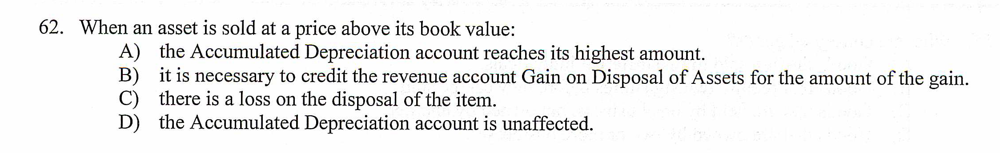 62. When an asset is sold at a price above its book value:
A) the Accumulated Depreciation account reaches its highest amount.
B) it is necessary to credit the revenue account Gain on Disposal of Assets for the amount of the gain.
C) there is a loss on the disposal of the item.
D) the Accumulated Depreciation account is unaffected.